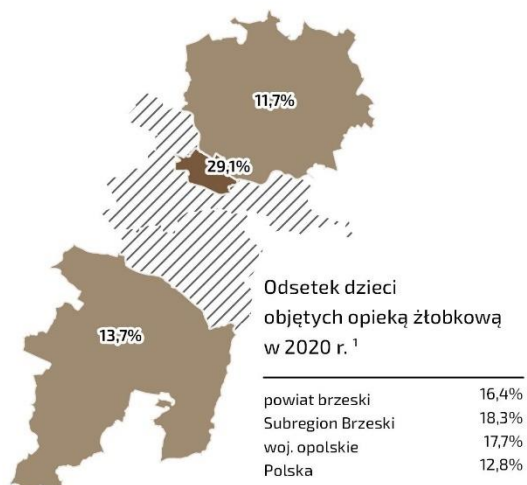 11,7%
29,1%
13,7%
Odsetek dzieci
objętych opieką żłobkową
w 2020 r. ¹
powiat brzeski 16,4%
Subregion Brzeski 18,3%
woj. opolskie 17,7%
Polska 12,8%